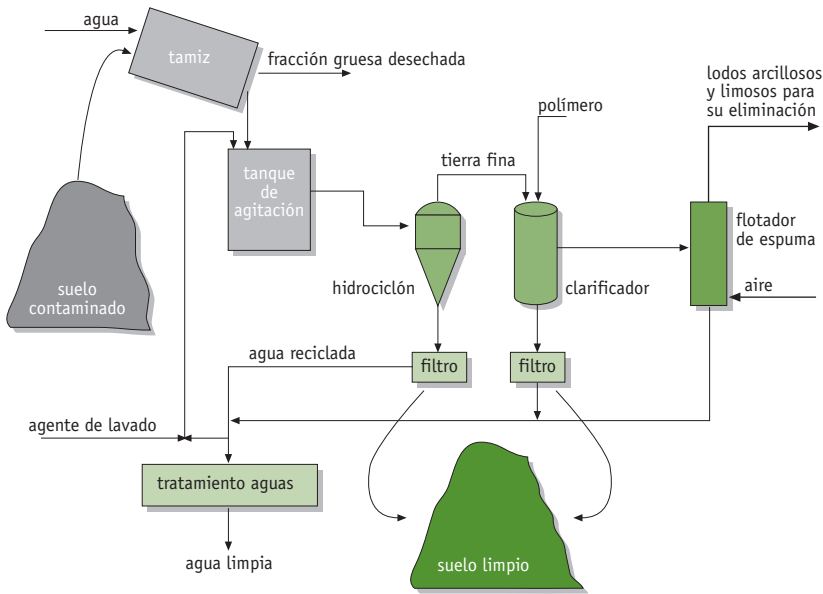 agua
tamiz
fracción gruesa desechada
lodos arcillosos
y limosos para
su eliminación
polímero
tierra fina
tanque
de
agitación
flotador
de espuma
suelo
contaminado
hidrociclón
clarificador
aire
agua reciclada
filtro
filtro
agente de lavado
tratamiento aguas
agua limpia
suelo limpio